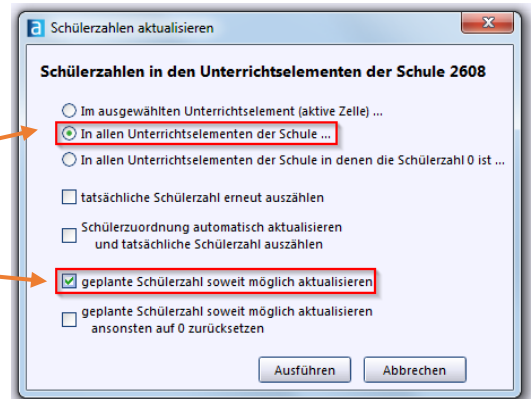 a Schülerzahlen aktualisieren x
Schülerzahlen in den Unterrichtselementen der Schule 2608
Im ausgewählten Unterrichtselement (aktive Zelle) ...
In allen Unterrichtselementen der Schule ...
In allen Unterrichtselementen der Schule in denen die Schülerzahl 0 ist ...
tatsächliche Schülerzahl erneut auszählen
Schülerzuordnung automatisch aktualisieren
und tatsächliche Schülerzahl auszählen
geplante Schülerzahl soweit möglich aktualisieren
geplante Schülerzahl soweit möglich aktualisieren
ansonsten auf 0 zurücksetzen
Ausführen Abbrechen